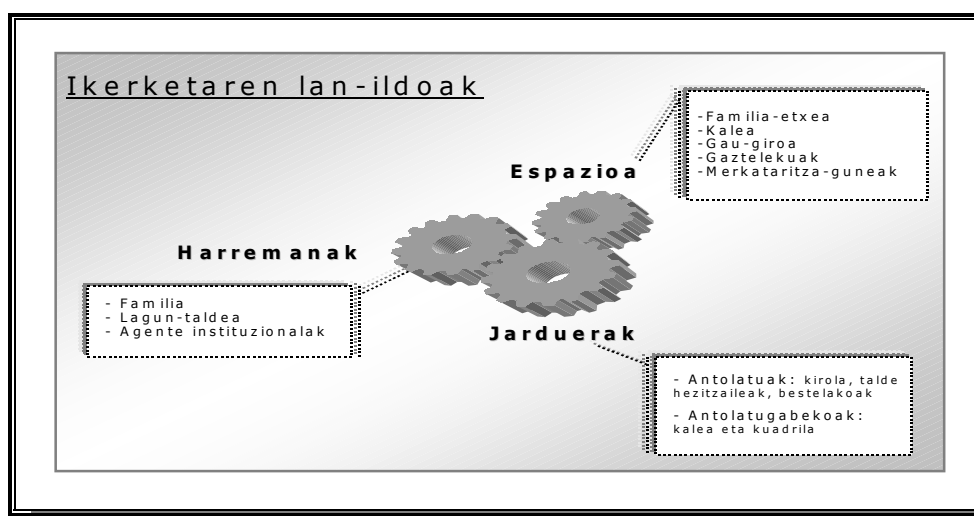 Ikerketaren lan-ildoak
-Familia-etxea
-Kalea
-Gau-giroa
-Gaztelekuak
-Merkataritza-guneak
Espazioa
Harremanak
- Familia
- Lagun-taldea
- Agente instituzionalak
Jarduerak
- Antolatuak: kirola, talde
hezitzaileak, bestelakoak
- Antolatugabekoak:
kalea eta kuadrila